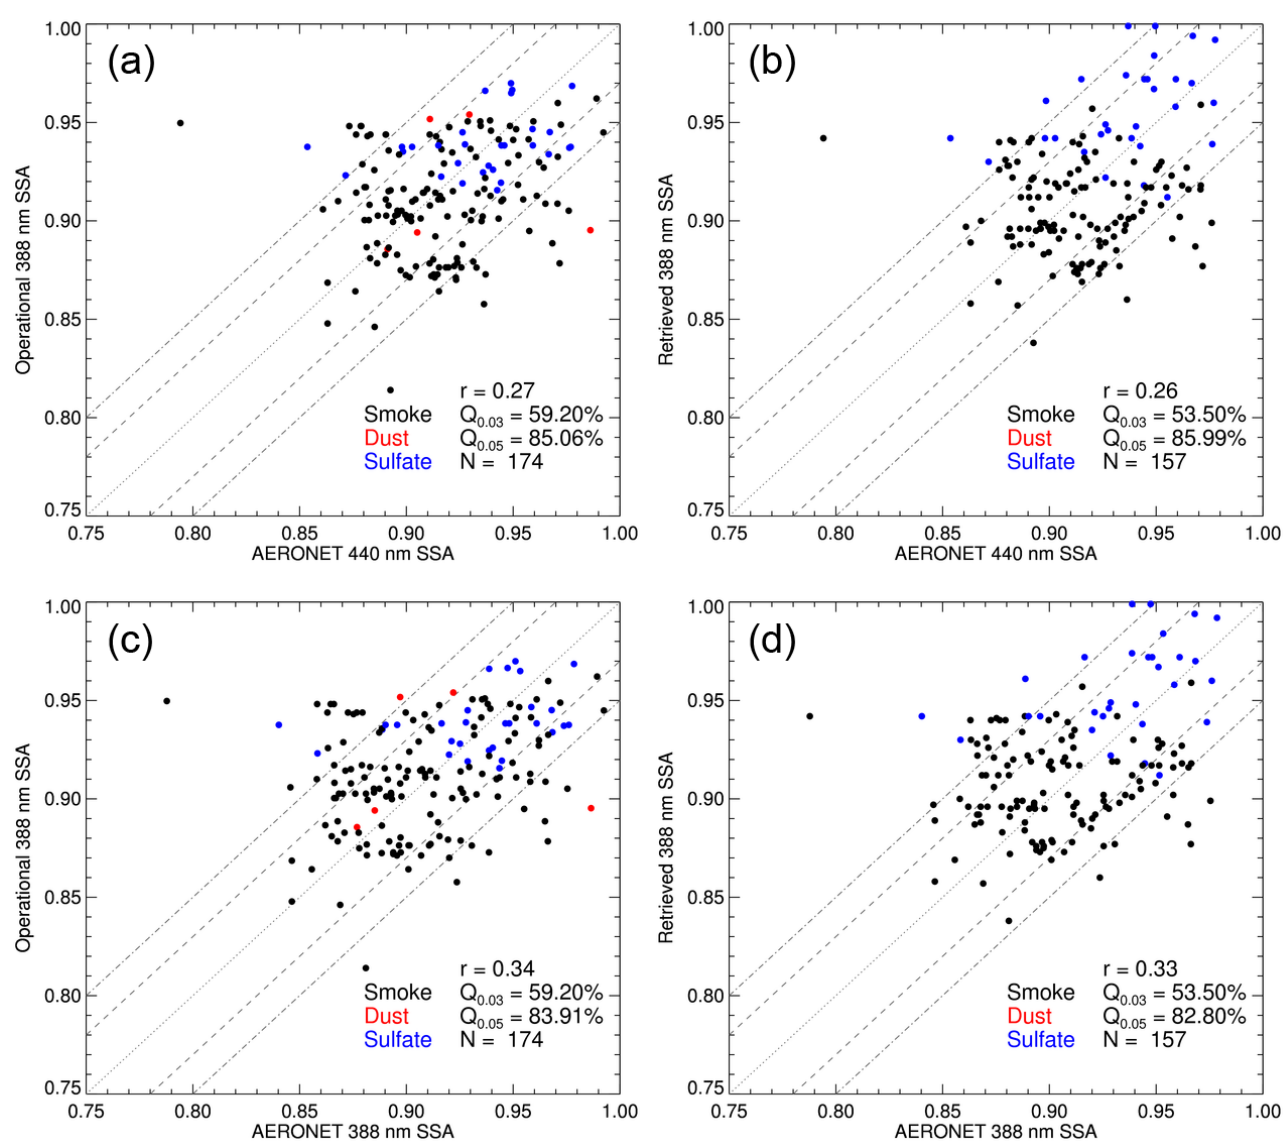 (a)
1.00
0.95
0.90
0.85
0.80
0.75
Operational 388 nm SSA
r = 0.27
Smoke Q0.03 = 59.20%
Dust Q0.05 = 85.06%
Sulfate N = 174
0.75 0.80 0.85 0.90 0.95 1.00
AERONET 440 nm SSA
(b)
1.00
0.95
0.90
0.85
0.80
0.75
Retrieved 388 nm SSA
r = 0.26
Smoke Q0.03 = 53.50%
Dust Q0.05 = 85.99%
Sulfate N = 157
0.75 0.80 0.85 0.90 0.95 1.00
AERONET 440 nm SSA
(c)
1.00
0.95
0.90
0.85
0.80
0.75
Operational 388 nm SSA
r = 0.34
Smoke Q0.03 = 59.20%
Dust Q0.05 = 83.91%
Sulfate N = 174
0.75 0.80 0.85 0.90 0.95 1.00
AERONET 388 nm SSA
(d)
1.00
0.95
0.90
0.85
0.80
0.75
Retrieved 388 nm SSA
r = 0.33
Smoke Q0.03 = 53.50%
Dust Q0.05 = 82.80%
Sulfate N = 157
0.75 0.80 0.85 0.90 0.95 1.00
AERONET 388 nm SSA